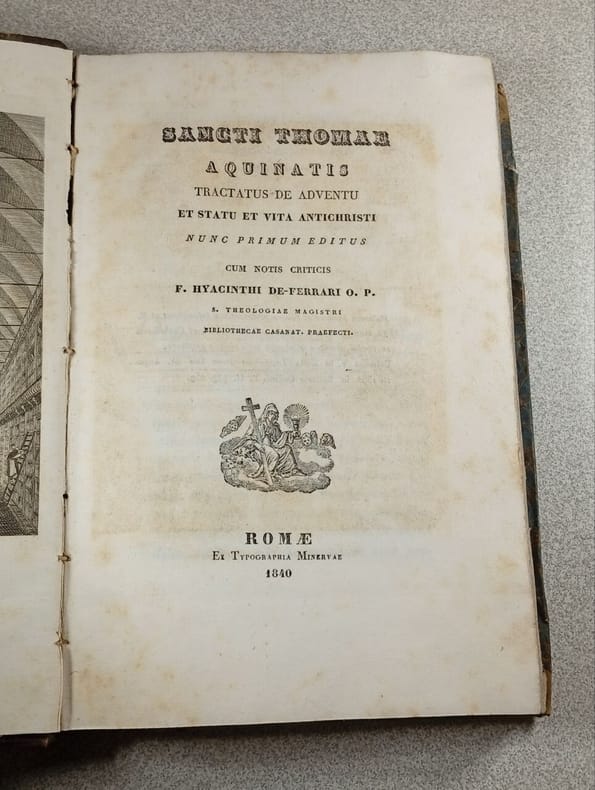 SANCTI THOMAE
AQUINATIS
TRACTATUS DE ADVENTU
ET STATU ET VITA ANTICHRISTI
NUNC PRIMUM EDITUS
CUM NOTIS CRITICIS
F. HYACINTHI DE-FERRARI O. P.
S. THEOLOGIAE MAGISTRI
BIBLIOTHECAE CASANAT. PRAEFECTI.
ROMÆ
Ex Typographia Minervae
1840